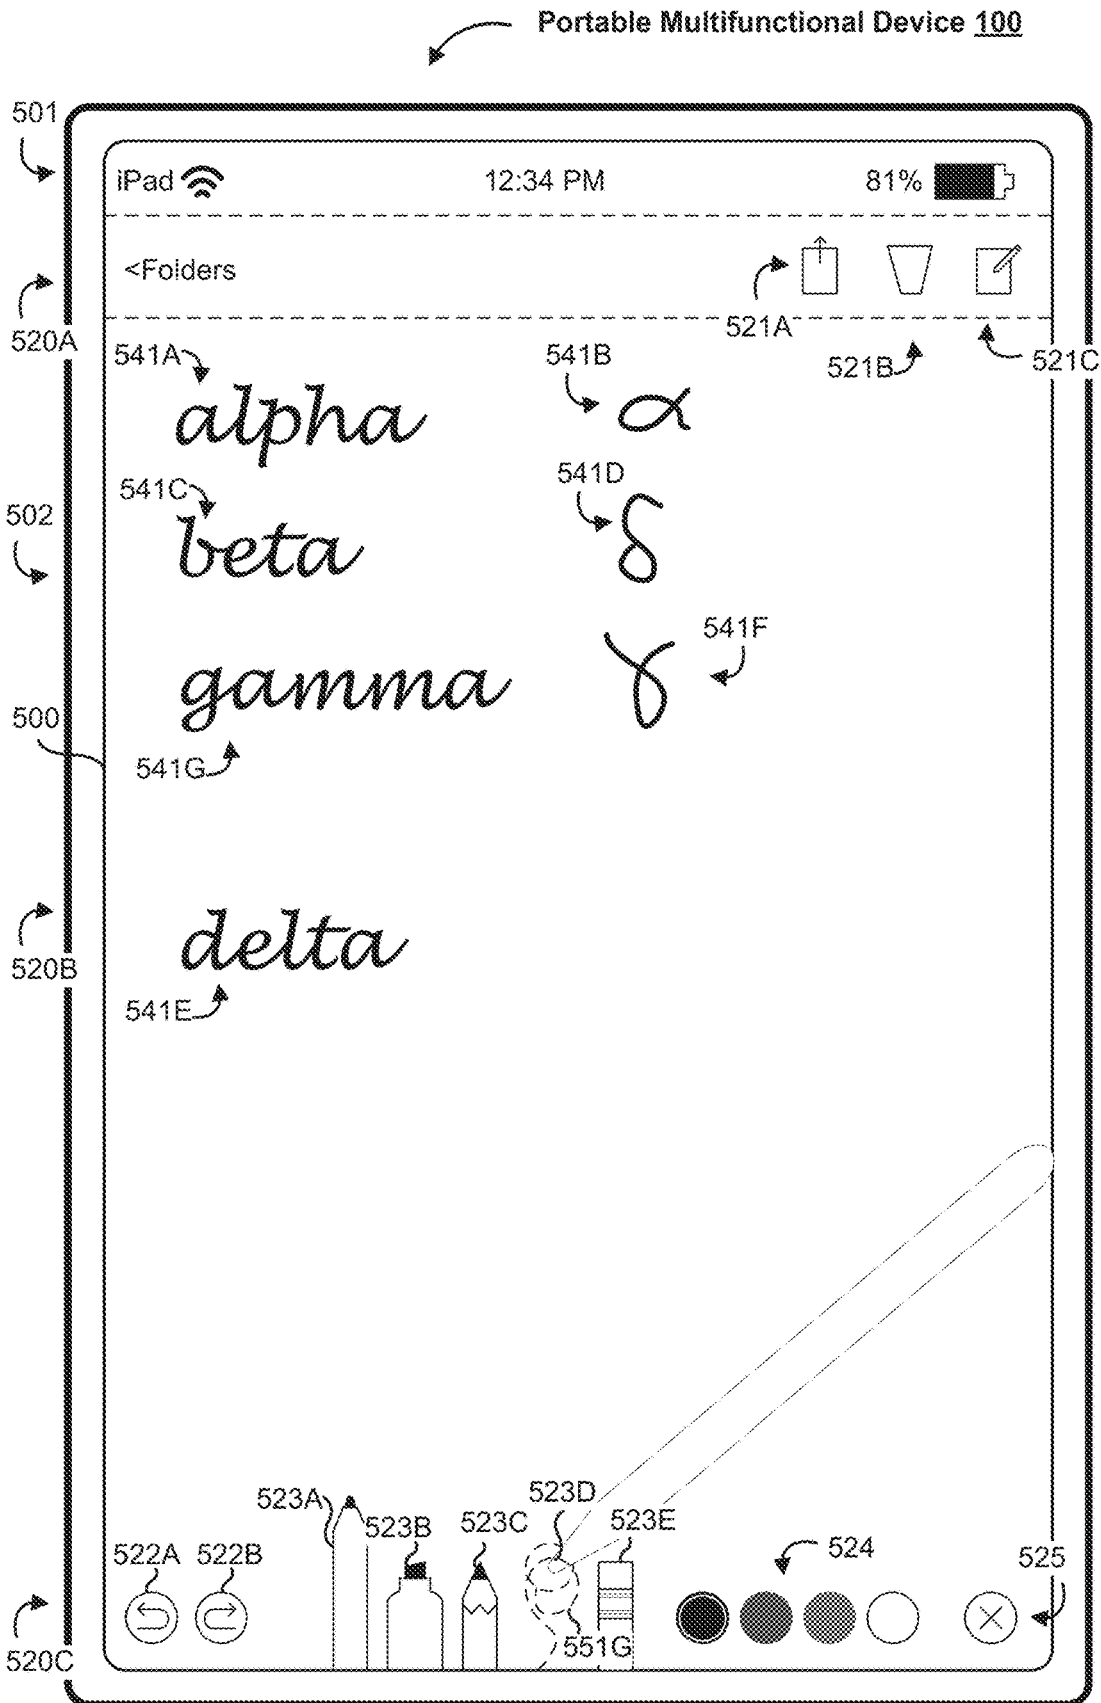 Portable Multifunctional Device 100
501
iPad 12:34 PM 81%
<Folders
520A 521A 521B 521C
541A alpha 541B α
541C beta 541D δ
502
gamma 541F γ
500
541G
delta
520B
541E
523A 523B 523C 523D 523E
522A 522B 524 525
551G
520C